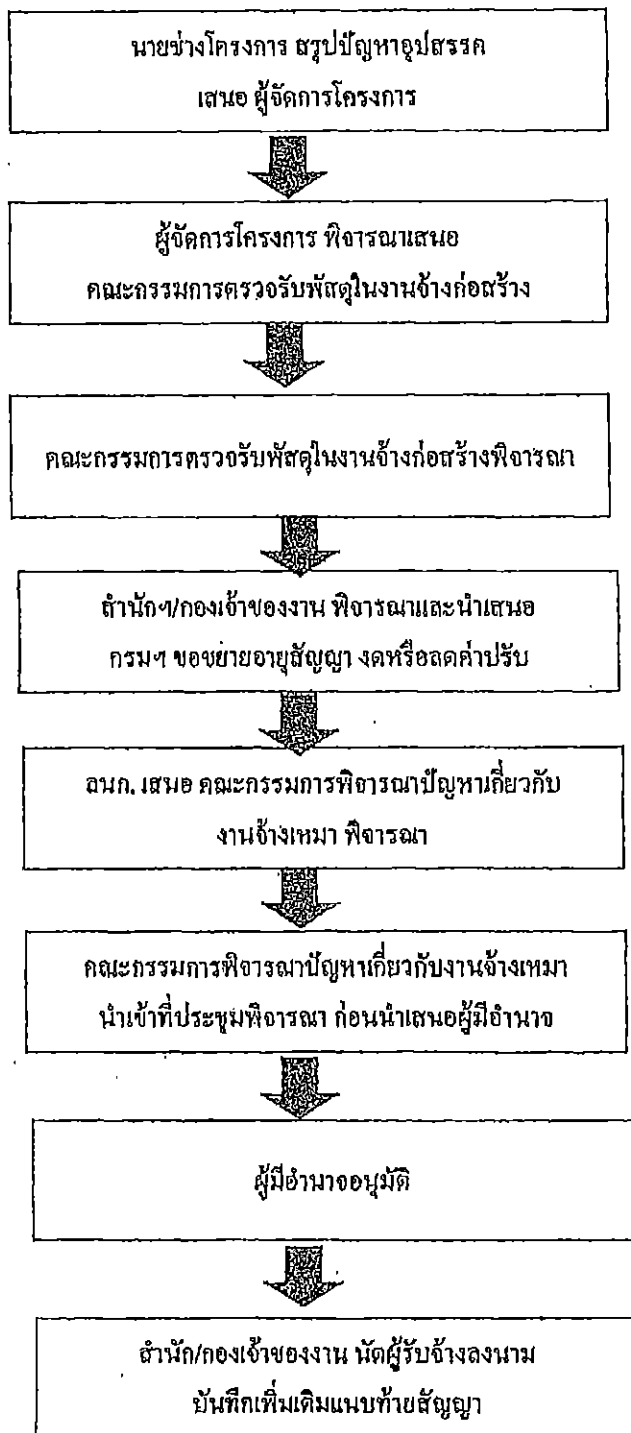 นายช่างโครงการ สรุปปัญหาอุปสรรค
เสนอ ผู้จัดการโครงการ
ผู้จัดการโครงการ พิจารณาเสนอ
คณะกรรมการตรวจรับพัสดุในงานจ้างก่อสร้าง
คณะกรรมการตรวจรับพัสดุในงานจ้างก่อสร้างพิจารณา
สำนักฯ/กองเจ้าของงาน พิจารณาและนำเสนอ
กรมฯ ขอขยายอายุสัญญา งดหรือลดค่าปรับ
เสนอ คณะกรรมการพิจารณาปัญหาเกี่ยวกับ
งานจ้างเหมา พิจารณา
คณะกรรมการพิจารณาปัญหาเกี่ยวกับงานจ้างเหมา
นำเข้าที่ประชุมพิจารณา ก่อนนำเสนอผู้มีอำนาจ
ผู้มีอำนาจอนุมัติ
สำนัก/กองเจ้าของงาน นัดผู้รับจ้างลงนาม
บันทึกเพิ่มเติมแนบท้ายสัญญา